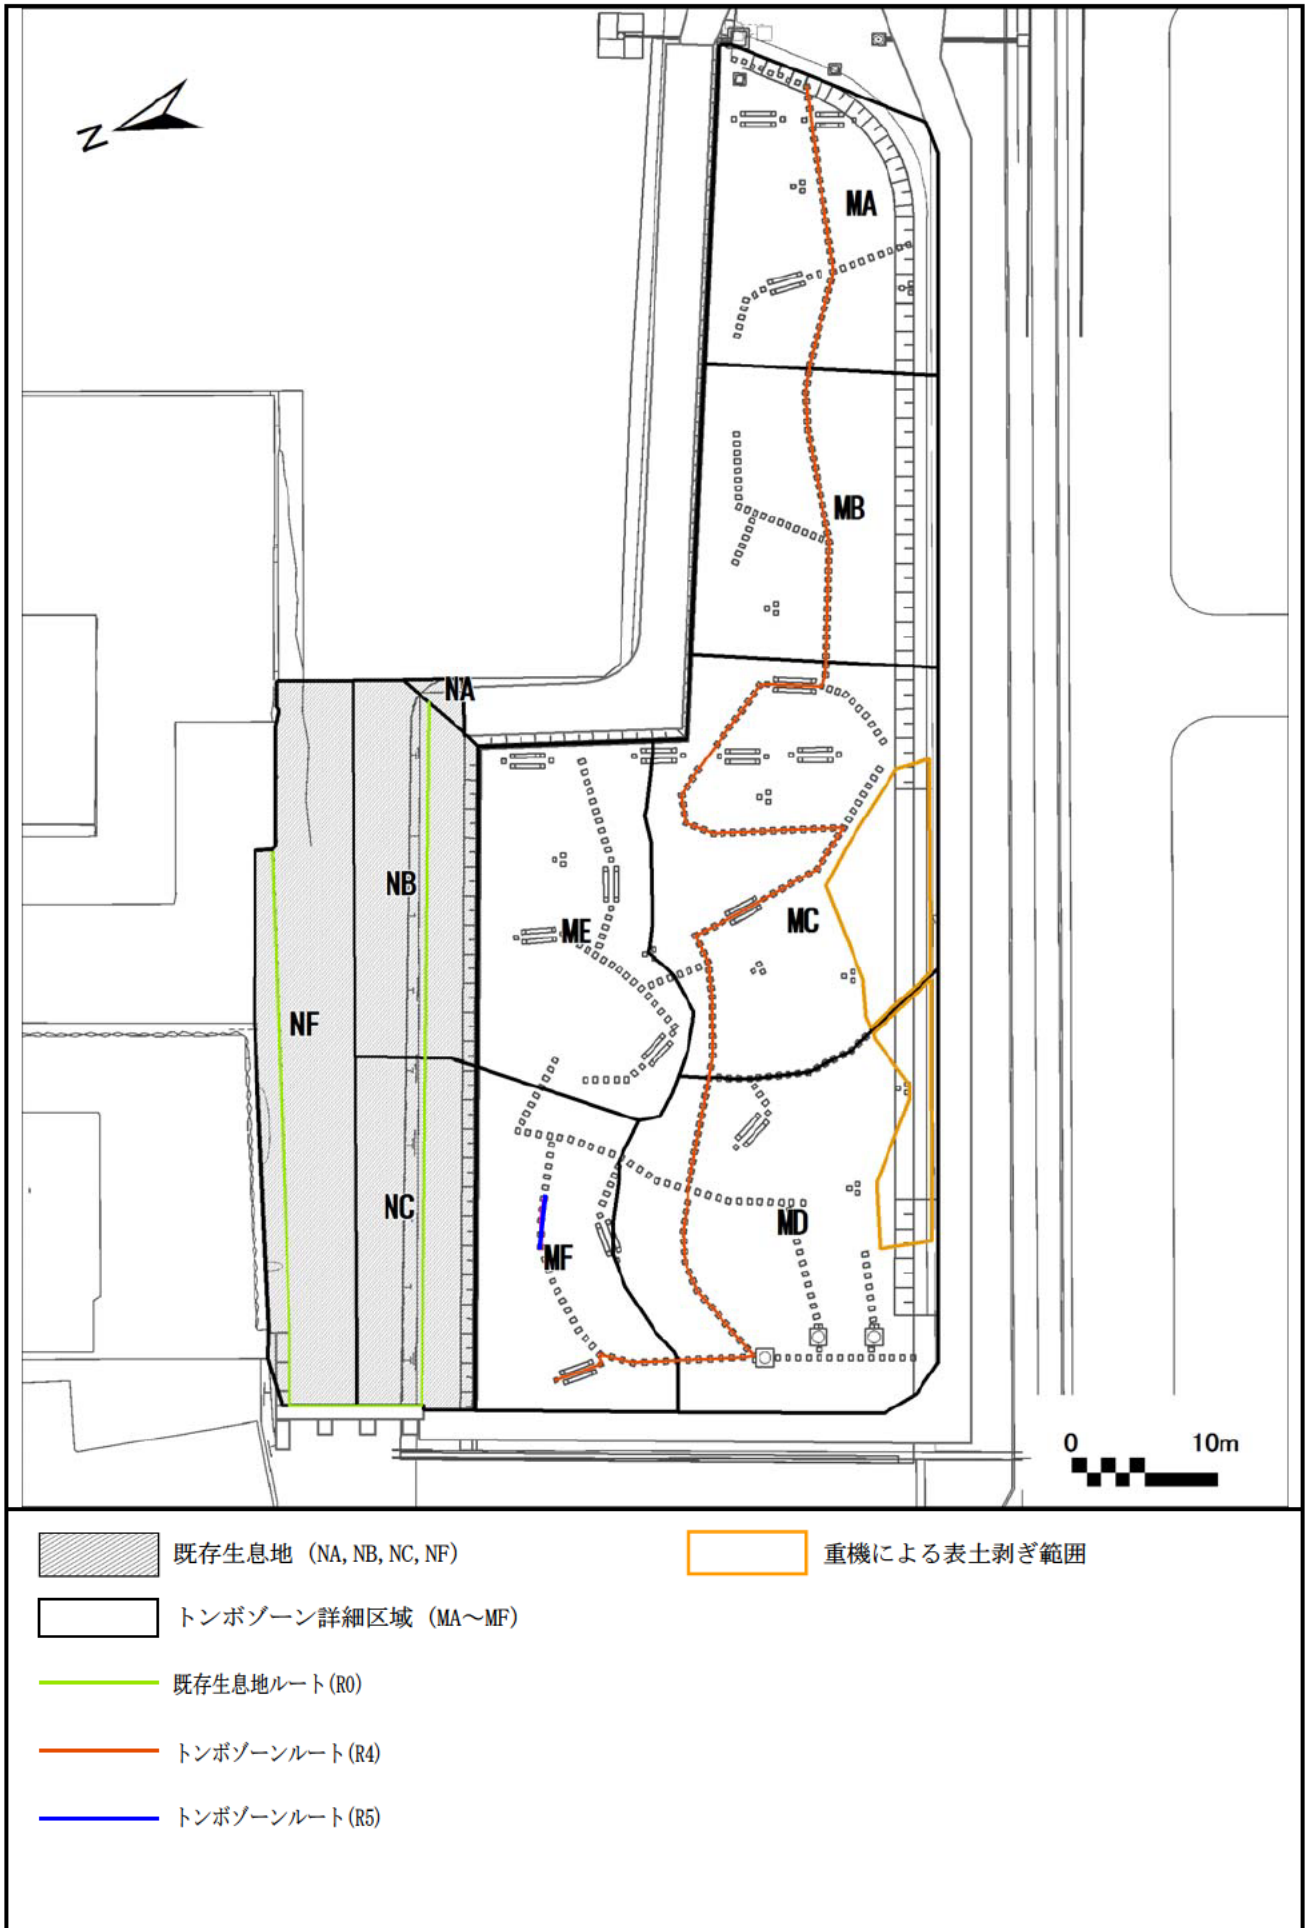 N
MA
MB
NA
NB
ME
MC
NF
NC
MD
MF
0 10m
既存生息地 (NA, NB, NC, NF)
重機による表土剥ぎ範囲
トンボゾーン詳細区域 (MA～MF)
既存生息地ルート(R0)
トンボゾーンルート(R4)
トンボゾーンルート(R5)